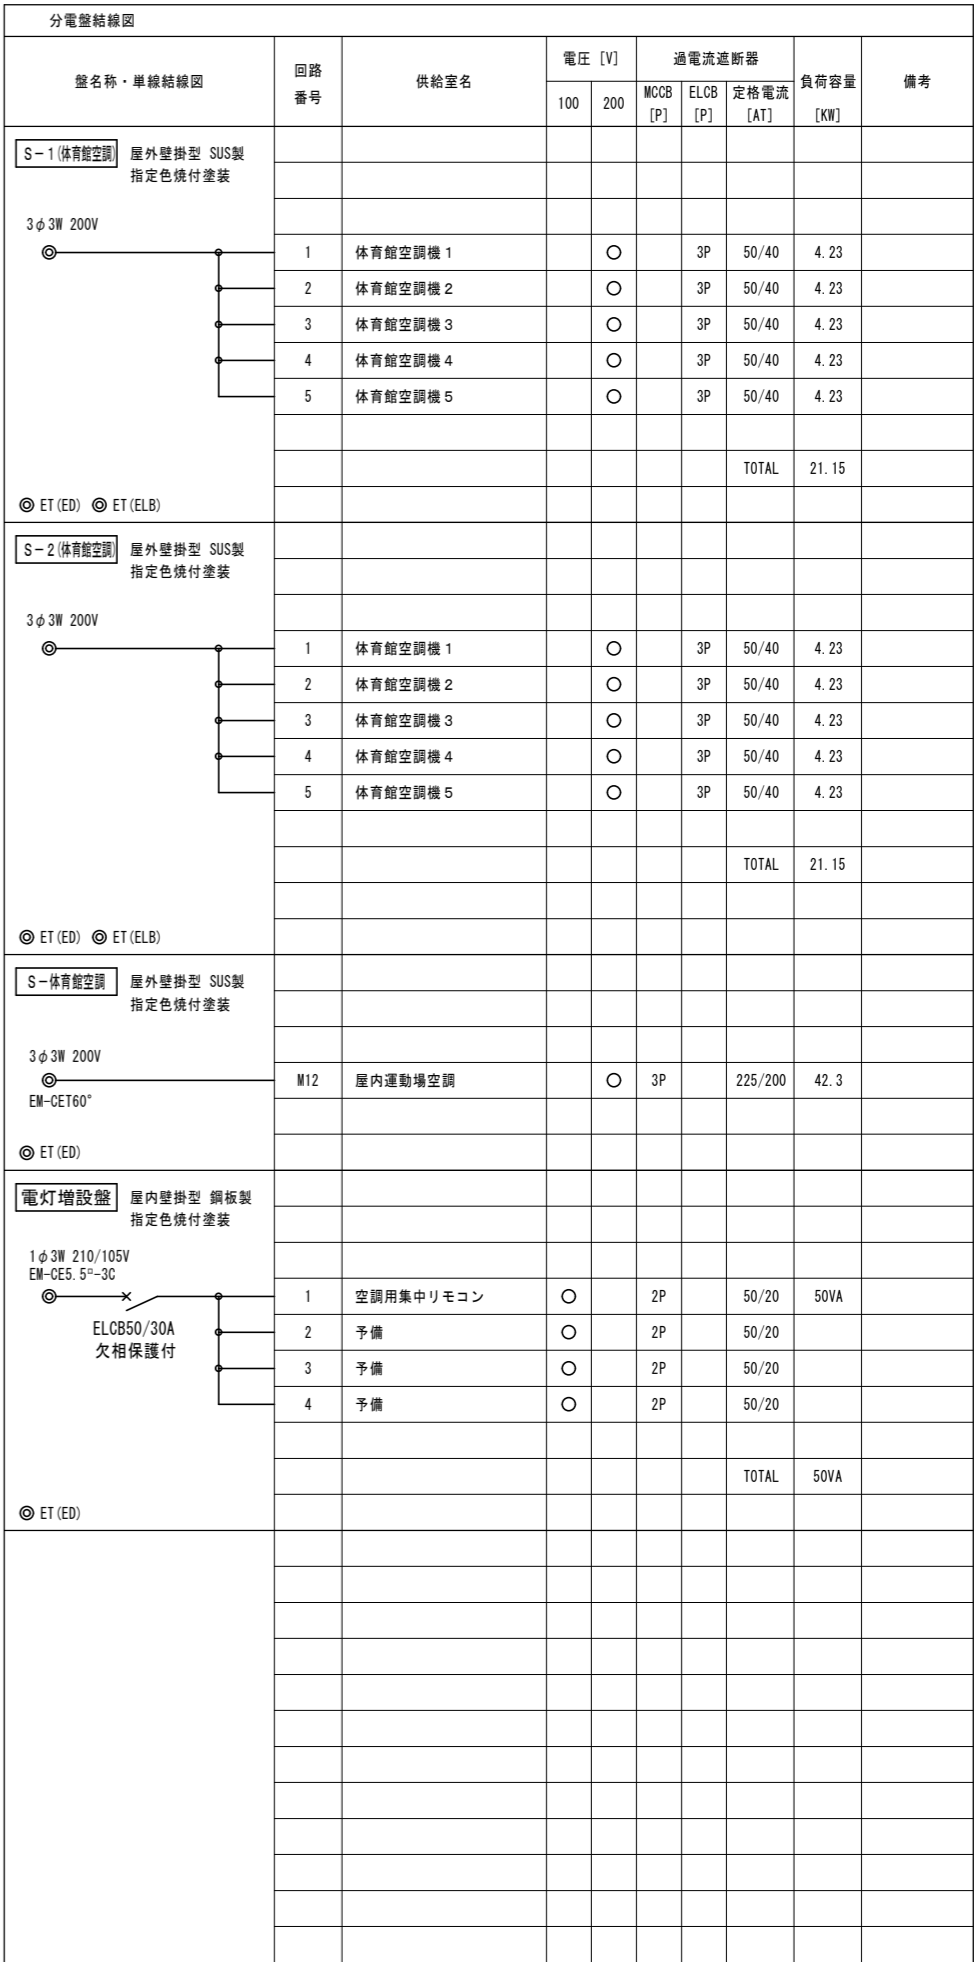 分電盤結線図
盤名称・単線結線図 回路番号 供給室名 電圧 [V] 過電流遮断器 負荷容量 [KW] 備考
100 200 MCCB [P] ELCB [P] 定格電流 [AT]
S－1(体育館空調) 屋外壁掛型 SUS製
指定色焼付塗装
3φ3W 200V
1 体育館空調機１ ○ 3P 50/40 4.23
2 体育館空調機２ ○ 3P 50/40 4.23
3 体育館空調機３ ○ 3P 50/40 4.23
4 体育館空調機４ ○ 3P 50/40 4.23
5 体育館空調機５ ○ 3P 50/40 4.23
TOTAL 21.15
◎ ET(ED) ◎ ET(ELB)
S－2(体育館空調) 屋外壁掛型 SUS製
指定色焼付塗装
3φ3W 200V
1 体育館空調機１ ○ 3P 50/40 4.23
2 体育館空調機２ ○ 3P 50/40 4.23
3 体育館空調機３ ○ 3P 50/40 4.23
4 体育館空調機４ ○ 3P 50/40 4.23
5 体育館空調機５ ○ 3P 50/40 4.23
TOTAL 21.15
◎ ET(ED) ◎ ET(ELB)
S－体育館空調 屋外壁掛型 SUS製
指定色焼付塗装
3φ3W 200V
M12 屋内運動場空調 ○ 3P 225/200 42.3
EM-CET60°
◎ ET(ED)
電灯増設盤 屋内壁掛型 鋼板製
指定色焼付塗装
1φ3W 210/105V
EM-CE5.5□-3C
1 空調用集中リモコン ○ 2P 50/20 50VA
ELCB50/30A
欠相保護付
2 予備 ○ 2P 50/20
3 予備 ○ 2P 50/20
4 予備 ○ 2P 50/20
TOTAL 50VA
◎ ET(ED)